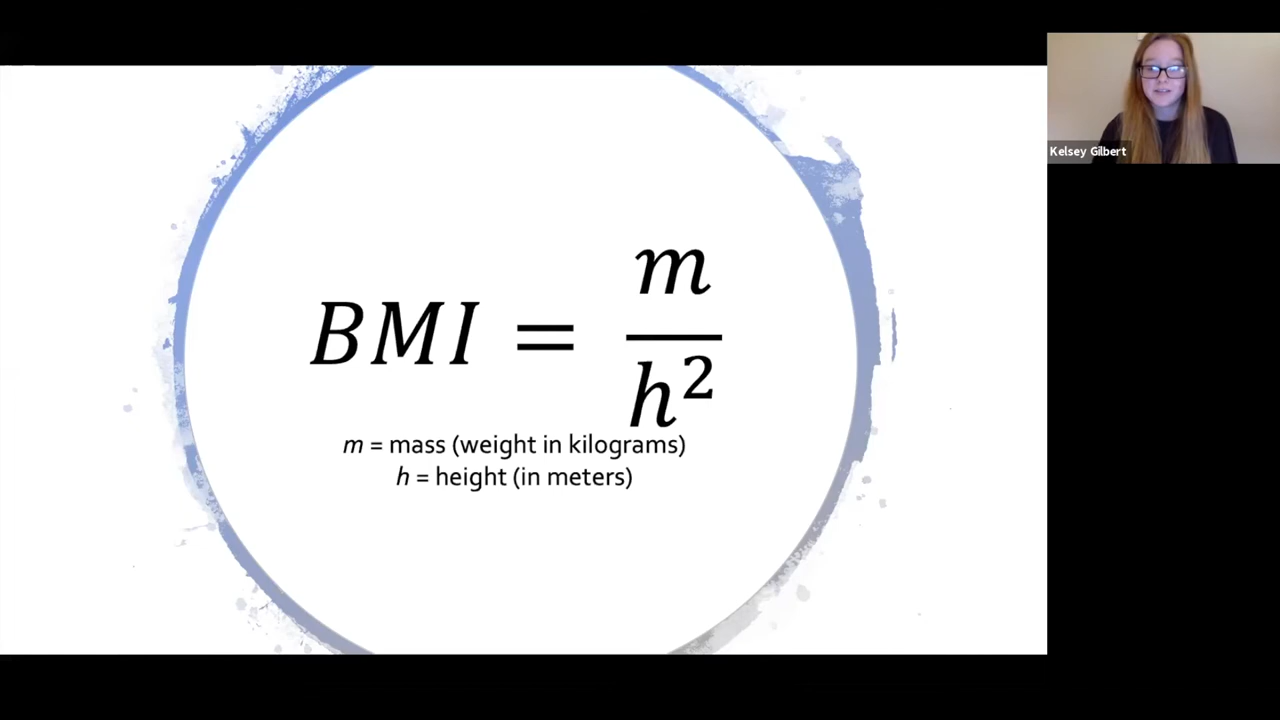 BMI = m/h²
m = mass (weight in kilograms)
h = height (in meters)
Kelsey Gilbert